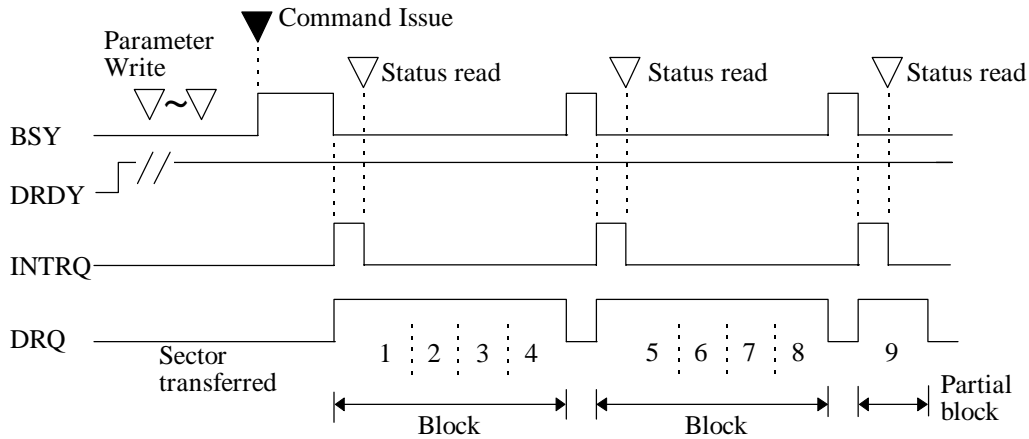 Command Issue
Parameter
Write
Status read
Status read
Status read
~
BSY
DRDY
INTRQ
DRQ
1 2 3 4
5 6 7 8
9
Sector
transferred
Block
Block
Partial
block